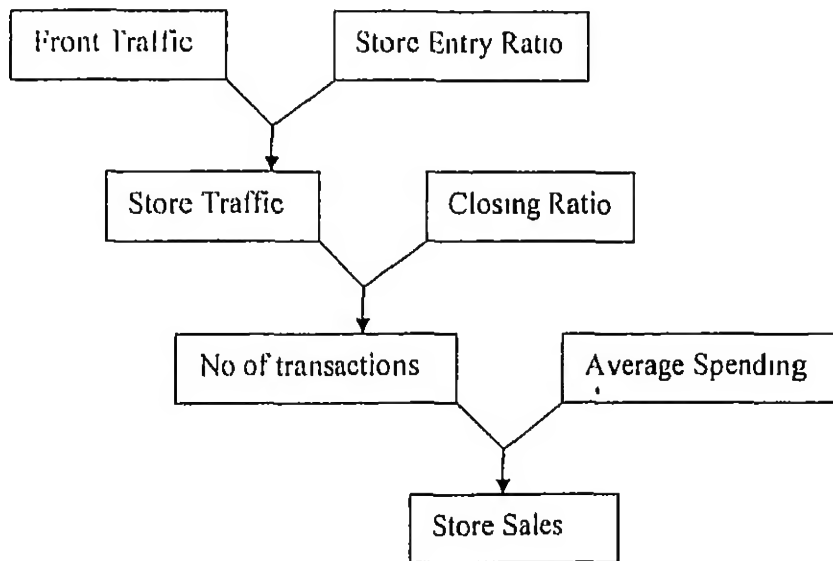 Front Traffic
Store Entry Ratio
Store Traffic
Closing Ratio
No of transactions
Average Spending
Store Sales